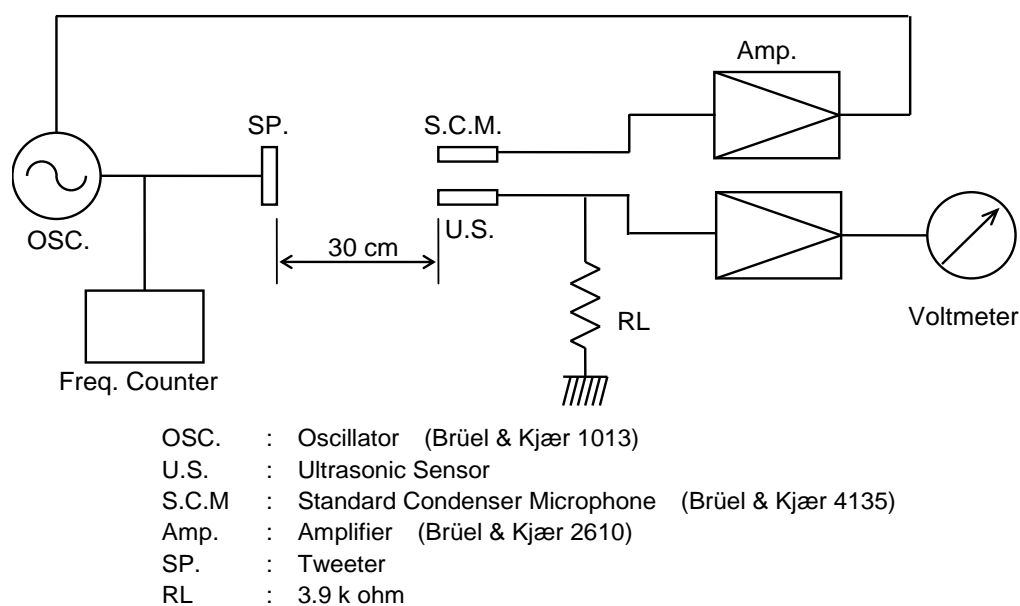 Amp.
SP.
S.C.M.
OSC.
U.S.
30 cm
RL
Voltmeter
Freq. Counter
OSC. : Oscillator (Brüel & Kjær 1013)
U.S. : Ultrasonic Sensor
S.C.M : Standard Condenser Microphone (Brüel & Kjær 4135)
Amp. : Amplifier (Brüel & Kjær 2610)
SP. : Tweeter
RL : 3.9 k ohm